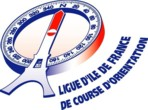 LIGUE D'ILE DE FRANCE
DE COURSE D'ORIENTATION